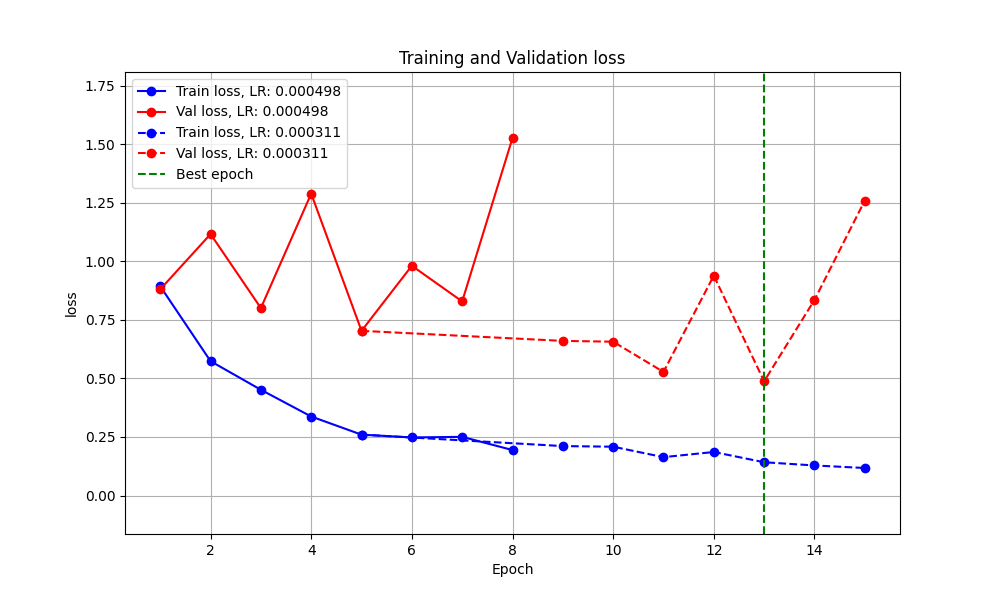 Training and Validation loss
Train loss, LR: 0.000498
Val loss, LR: 0.000498
Train loss, LR: 0.000311
Val loss, LR: 0.000311
Best epoch
loss
1.75
1.50
1.25
1.00
0.75
0.50
0.25
0.00
2 4 6 8 10 12 14
Epoch